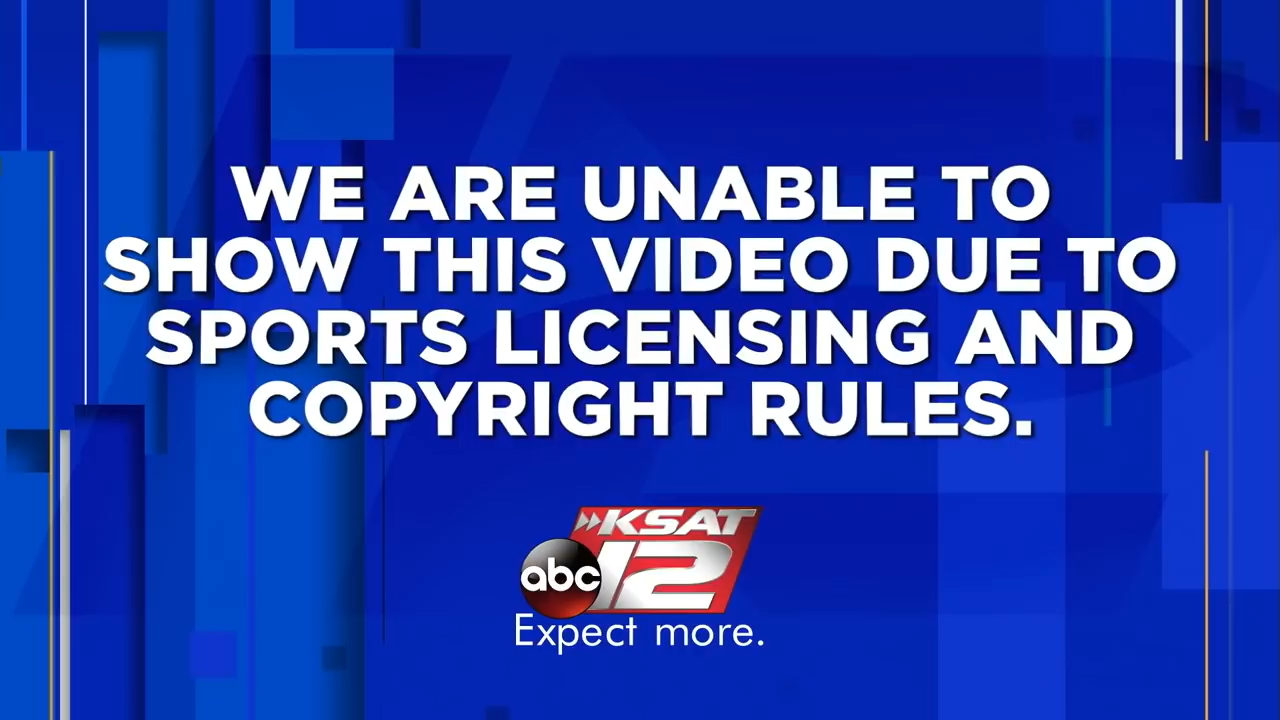 WE ARE UNABLE TO
SHOW THIS VIDEO DUE TO
SPORTS LICENSING AND
COPYRIGHT RULES.
KSAT
abc 12
Expect more.